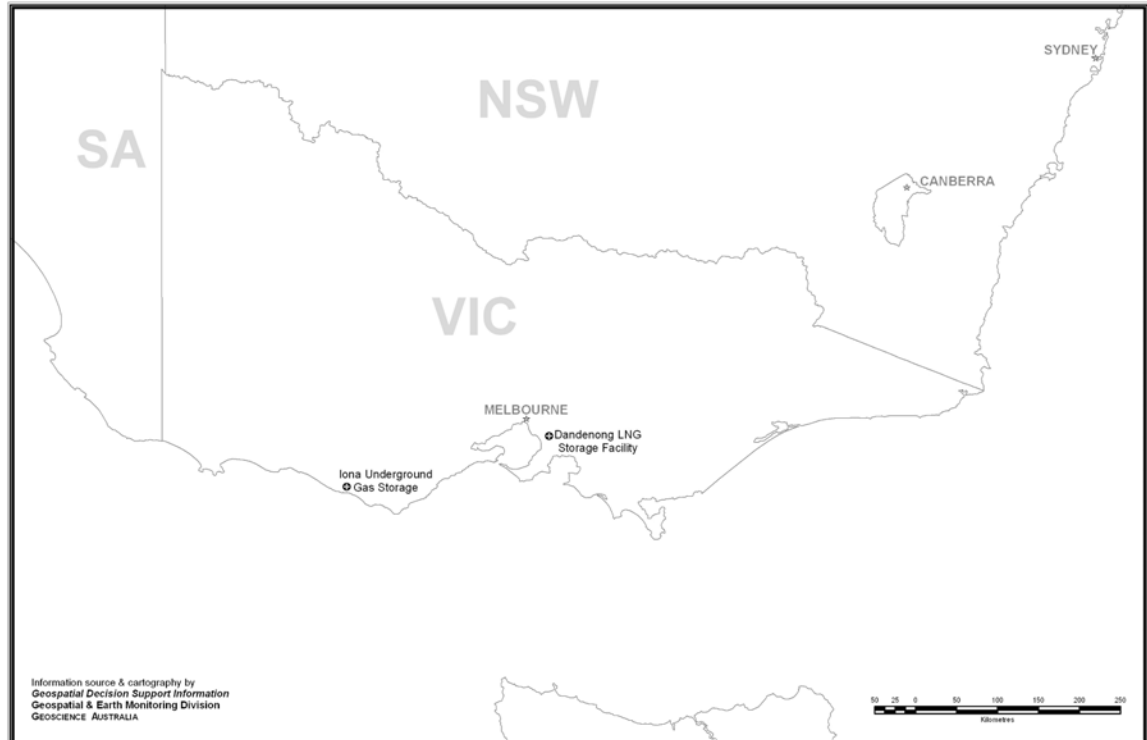 SYDNEY
NSW
SA
CANBERRA
VIC
MELBOURNE
Dandenong LNG
Storage Facility
Iona Underground
Gas Storage
Information source & cartography by
Geospatial Decision Support Information
Geospatial & Earth Monitoring Division
GEOSCIENCE AUSTRALIA
50 25 0 50 100 150 200 250
Kilometres